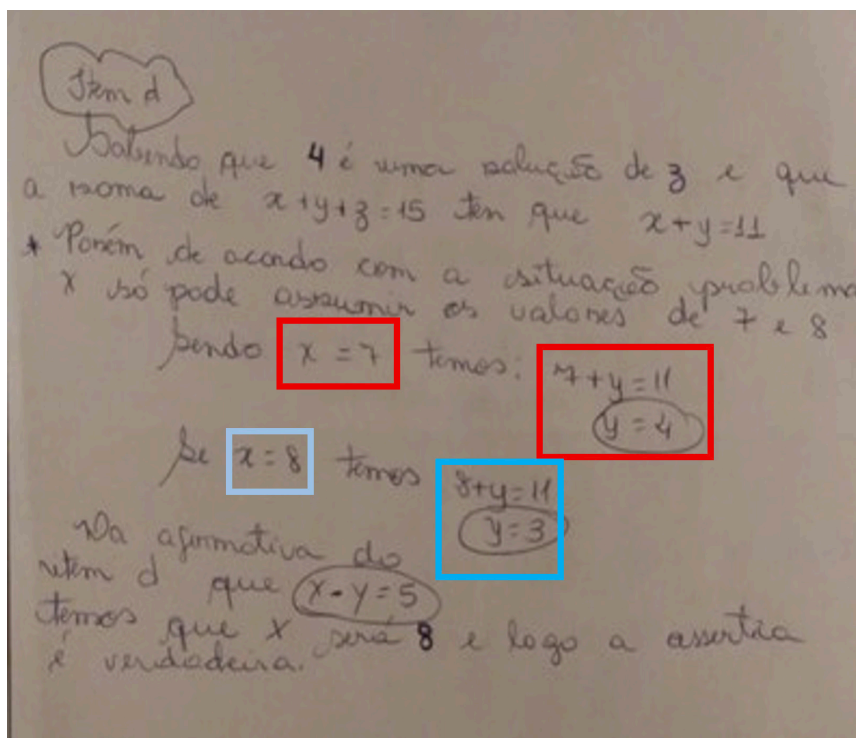 Item d
Sabendo que 4 é uma solução de z e que
a soma de x+y+z=15 tem que x+y=11
* Porém de acordo com a situação problema
x só pode assumir os valores de 7 e 8
sendo x = 7 temos: 7+y=11
y=4
se x=8 temos 8+y=11
y=3
Da afirmativa do
item d que x-y=5
temos que x será 8 e logo a assertia
é verdadeira.